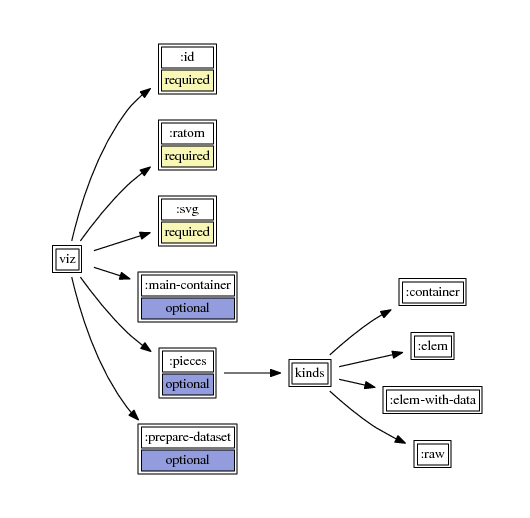 :id
required
:ratom
required
:svg
required
viz
:main-container
optional
:pieces
optional
:prepare-dataset
optional
kinds
:container
:elem
:elem-with-data
:raw